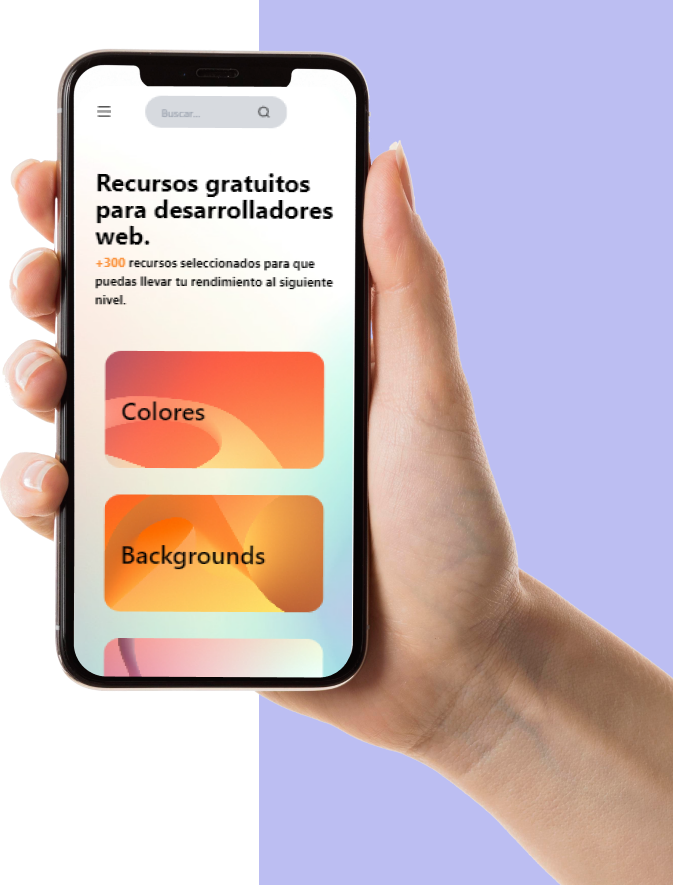 Buscar...
Recursos gratuitos
para desarrolladores
web.
+300 recursos seleccionados para que
puedas llevar tu rendimiento al siguiente
nivel.
Colores
Backgrounds